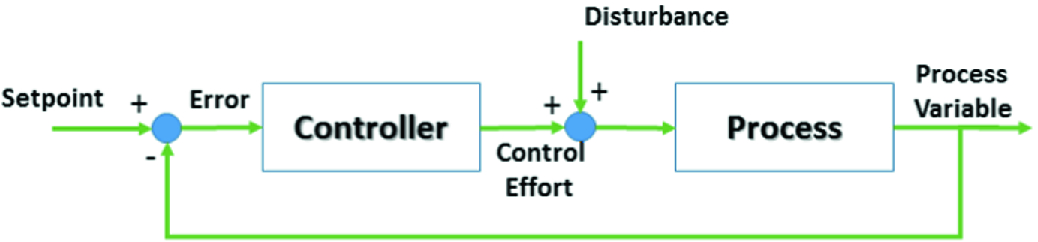 Disturbance
Setpoint
+
Error
-
Controller
+
+
Control
Effort
Process
Process
Variable